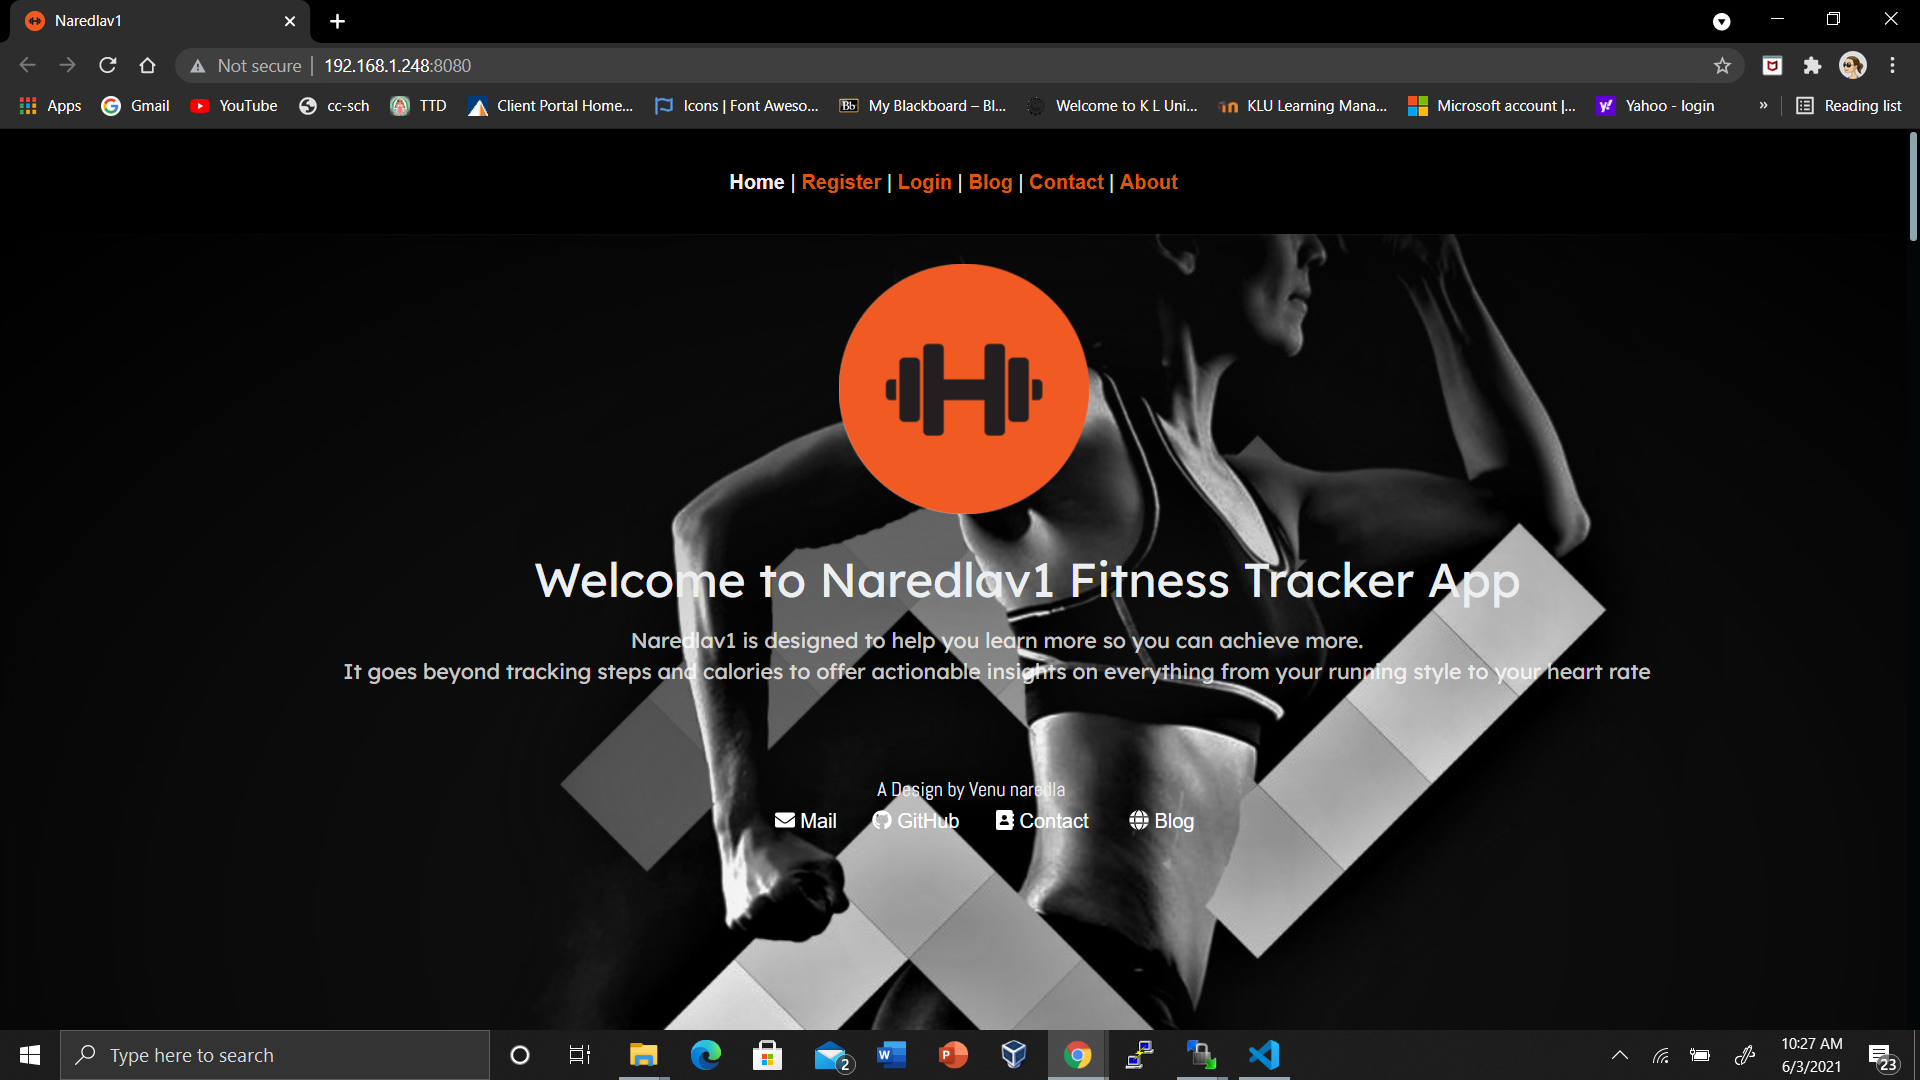 Naredlav1
Not secure | 192.168.1.248:8080
Apps Gmail YouTube cc-sch TTD Client Portal Home... Icons | Font Aweso... Bb My Blackboard – Bl... Welcome to K L Uni... KLU Learning Mana... Microsoft account |... Yahoo - login » Reading list
Home | Register | Login | Blog | Contact | About
Welcome to Naredlav1 Fitness Tracker App
Naredlav1 is designed to help you learn more so you can achieve more.
It goes beyond tracking steps and calories to offer actionable insights on everything from your running style to your heart rate
A Design by Venu naredla
Mail GitHub Contact Blog
Type here to search
2
10:27 AM
6/3/2021
23